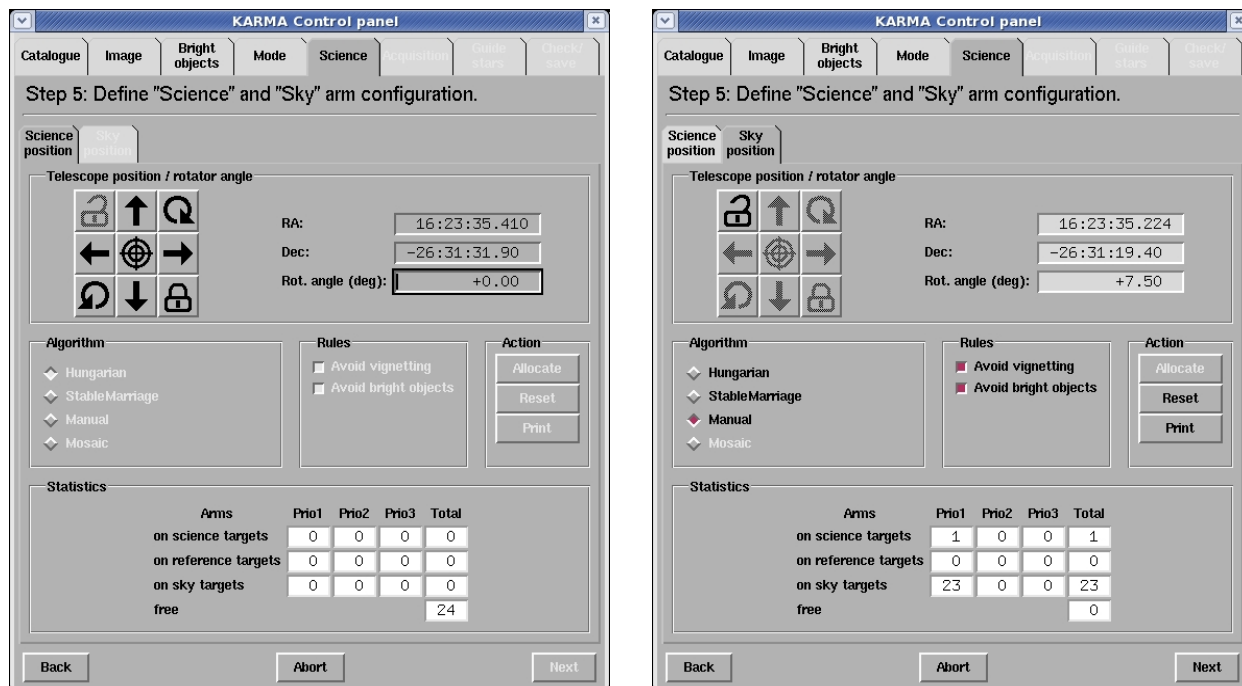 KARMA Control panel
Catalogue Image Bright objects Mode Science Acquisition Guide stars Check/ save
Step 5: Define "Science" and "Sky" arm configuration.
Science position Sky position
Telescope position / rotator angle
RA: 16:23:35.410
Dec: -26:31:31.90
Rot. angle (deg): +0.00
Algorithm
Hungarian
StableMarriage
Manual
Mosaic
Rules
Avoid vignetting
Avoid bright objects
Action
Allocate
Reset
Print
Statistics
Arms Prio1 Prio2 Prio3 Total
on science targets 0 0 0 0
on reference targets 0 0 0 0
on sky targets 0 0 0 0
free 24
Back Abort Next
KARMA Control panel
Catalogue Image Bright objects Mode Science Acquisition Guide stars Check/ save
Step 5: Define "Science" and "Sky" arm configuration.
Science position Sky position
Telescope position / rotator angle
RA: 16:23:35.224
Dec: -26:31:19.40
Rot. angle (deg): +7.50
Algorithm
Hungarian
StableMarriage
Manual
Mosaic
Rules
Avoid vignetting
Avoid bright objects
Action
Allocate
Reset
Print
Statistics
Arms Prio1 Prio2 Prio3 Total
on science targets 1 0 0 1
on reference targets 0 0 0 0
on sky targets 23 0 0 23
free 0
Back Abort Next